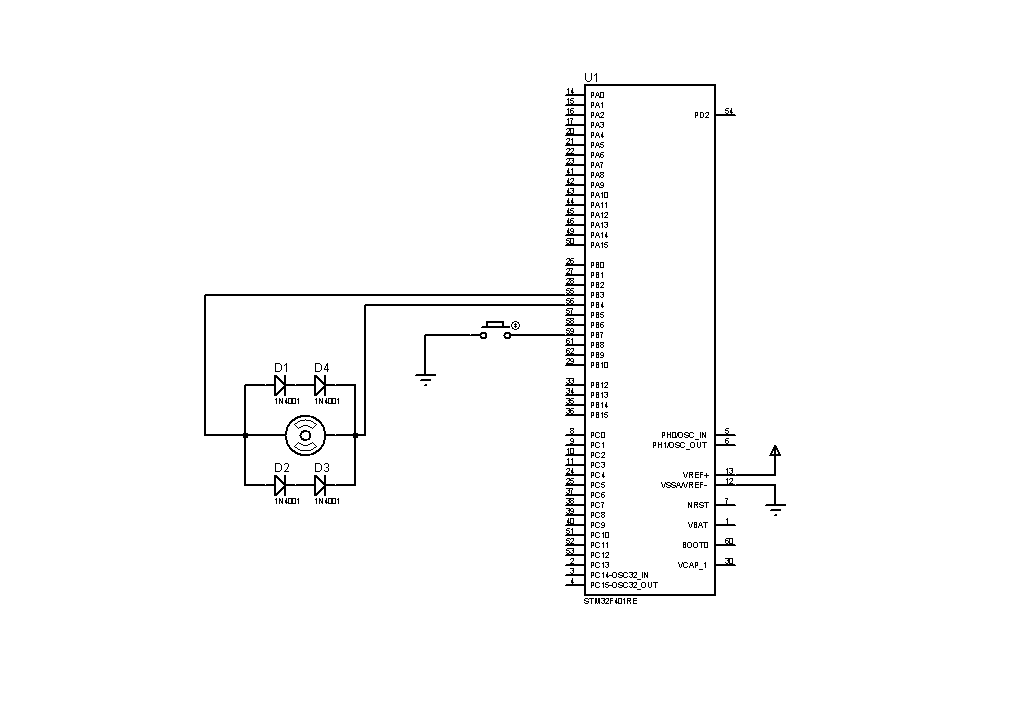 U1
14 PA0
15 PA1
16 PA2
17 PA3
20 PA4
21 PA5
22 PA6
23 PA7
41 PA8
42 PA9
43 PA10
44 PA11
45 PA12
46 PA13
49 PA14
50 PA15
PD2 54
26 PB0
27 PB1
28 PB2
55 PB3
56 PB4
57 PB5
58 PB6
59 PB7
61 PB8
62 PB9
29 PB10
33 PB12
34 PB13
35 PB14
36 PB15
8 PC0
9 PC1
10 PC2
11 PC3
24 PC4
25 PC5
37 PC6
38 PC7
39 PC8
40 PC9
51 PC10
52 PC11
53 PC12
2 PC13
3 PC14-OSC32_IN
4 PC15-OSC32_OUT
PH0/OSC_IN 5
PH1/OSC_OUT 6
VREF+ 13
VSSA/VREF- 12
NRST 7
VBAT 1
BOOT0 60
VCAP_1 30
STM32F401RE
D1
1N4001
D4
1N4001
D2
1N4001
D3
1N4001